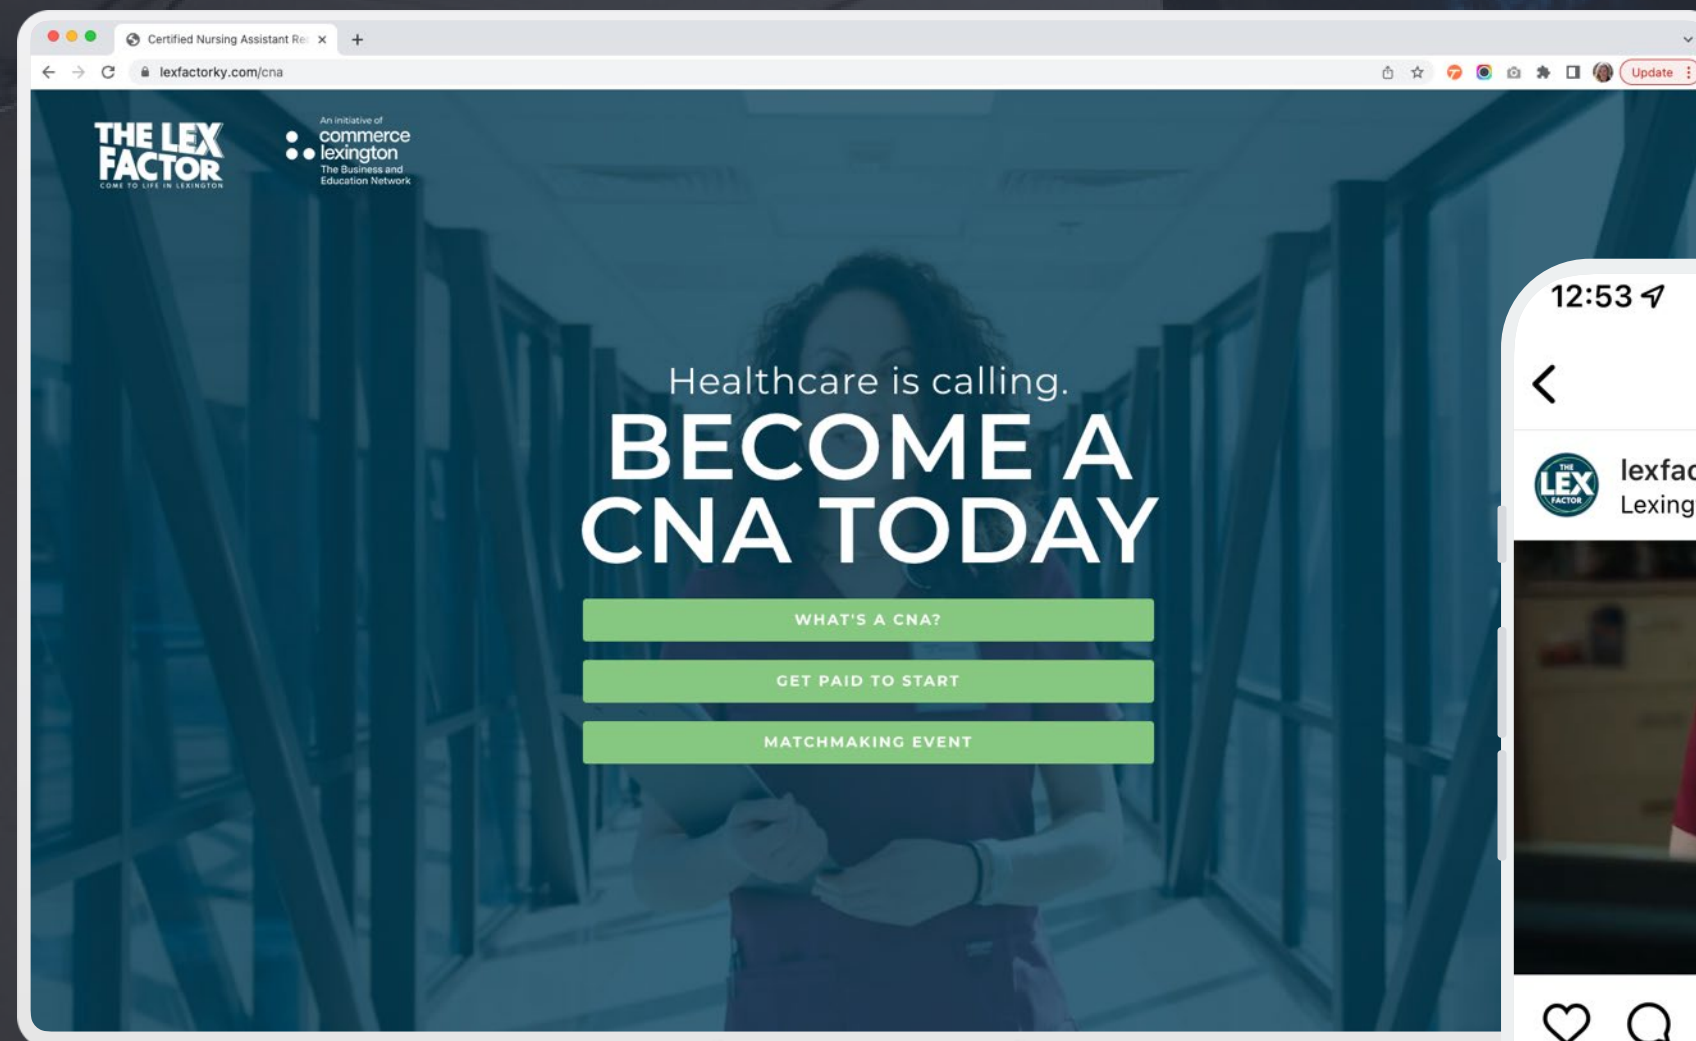 Certified Nursing Assistant Re
lexfactorky.com/cna
Update
THE LEX
FACTOR
COME TO LIFE IN LEXINGTON
An initiative of
commerce
lexington
The Business and
Education Network
Healthcare is calling.
BECOME A
CNA TODAY
WHAT'S A CNA?
GET PAID TO START
MATCHMAKING EVENT
12:53
THE
LEX
FACTOR
lexfac
Lexing